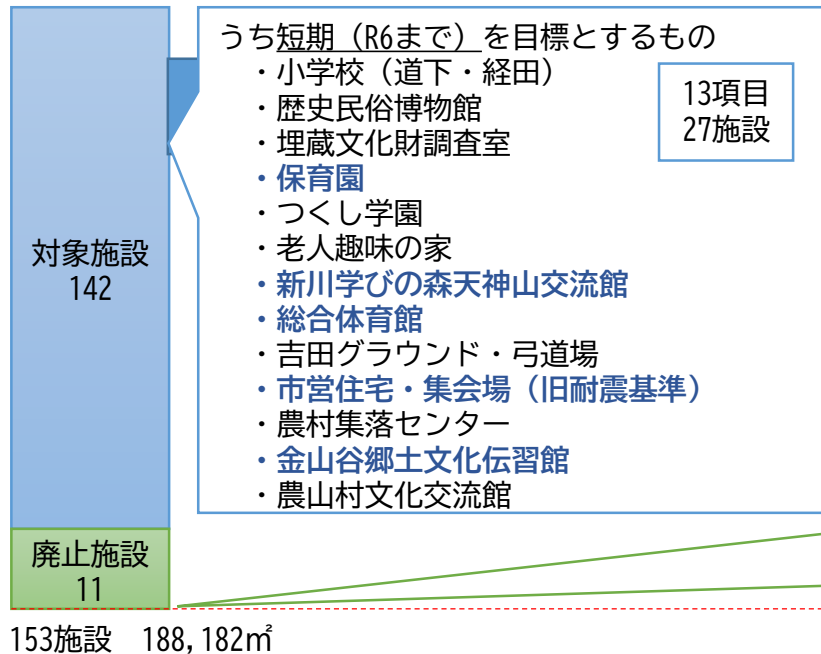 うち短期（R6まで）を目標とするもの
・小学校（道下・経田）
・歴史民俗博物館
・埋蔵文化財調査室
・保育園
・つくし学園
・老人趣味の家
・新川学びの森天神山交流館
・総合体育館
・吉田グラウンド・弓道場
・市営住宅・集会場（旧耐震基準）
・農村集落センター
・金山谷郷土文化伝習館
・農山村文化交流館
13項目
27施設
対象施設
142
廃止施設
11
153施設　188,182㎡